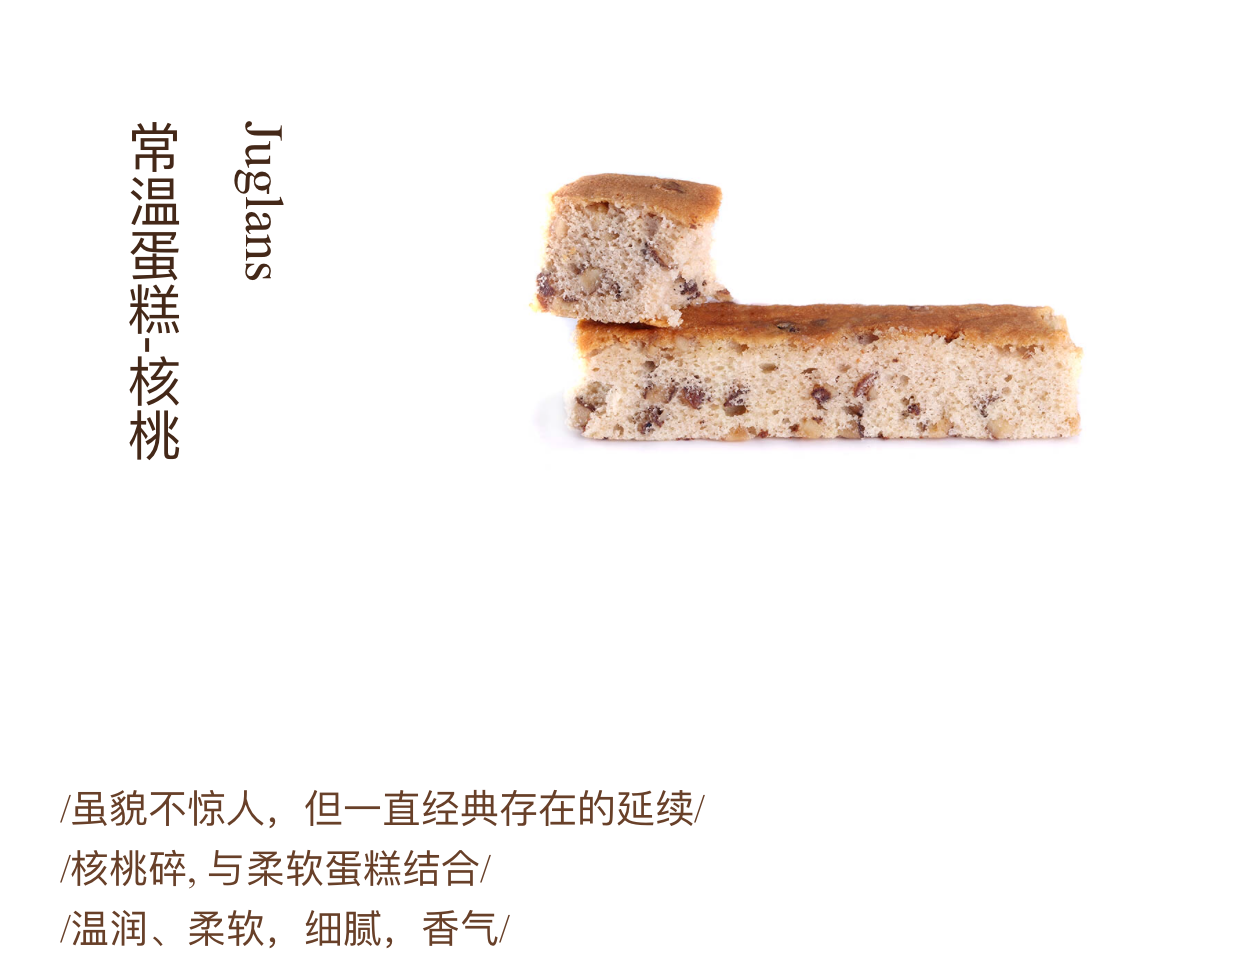 常温蛋糕-核桃
Juglans
/虽貌不惊人，但一直经典存在的延续/
/核桃碎, 与柔软蛋糕结合/
/温润、柔软，细腻，香气/